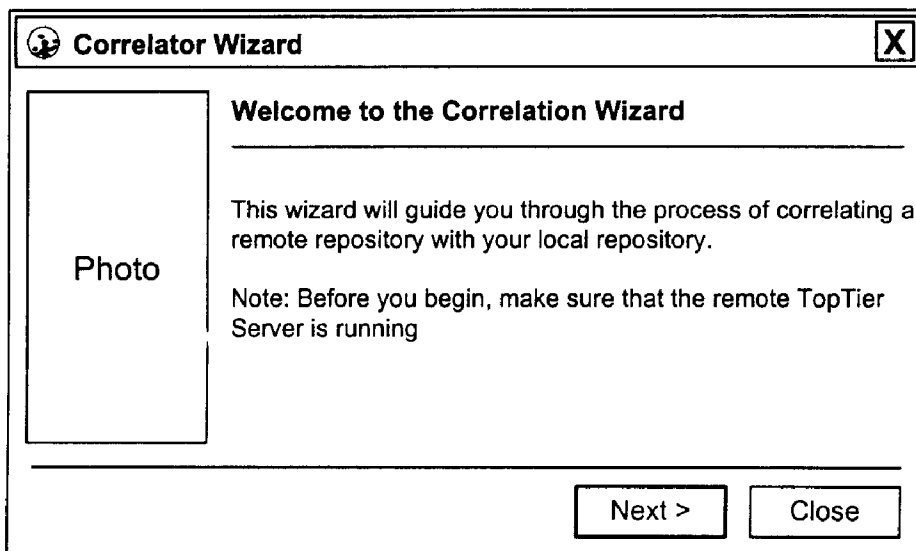 Correlator Wizard
X
Welcome to the Correlation Wizard
This wizard will guide you through the process of correlating a
remote repository with your local repository.
Photo
Note: Before you begin, make sure that the remote TopTier
Server is running
Next >
Close